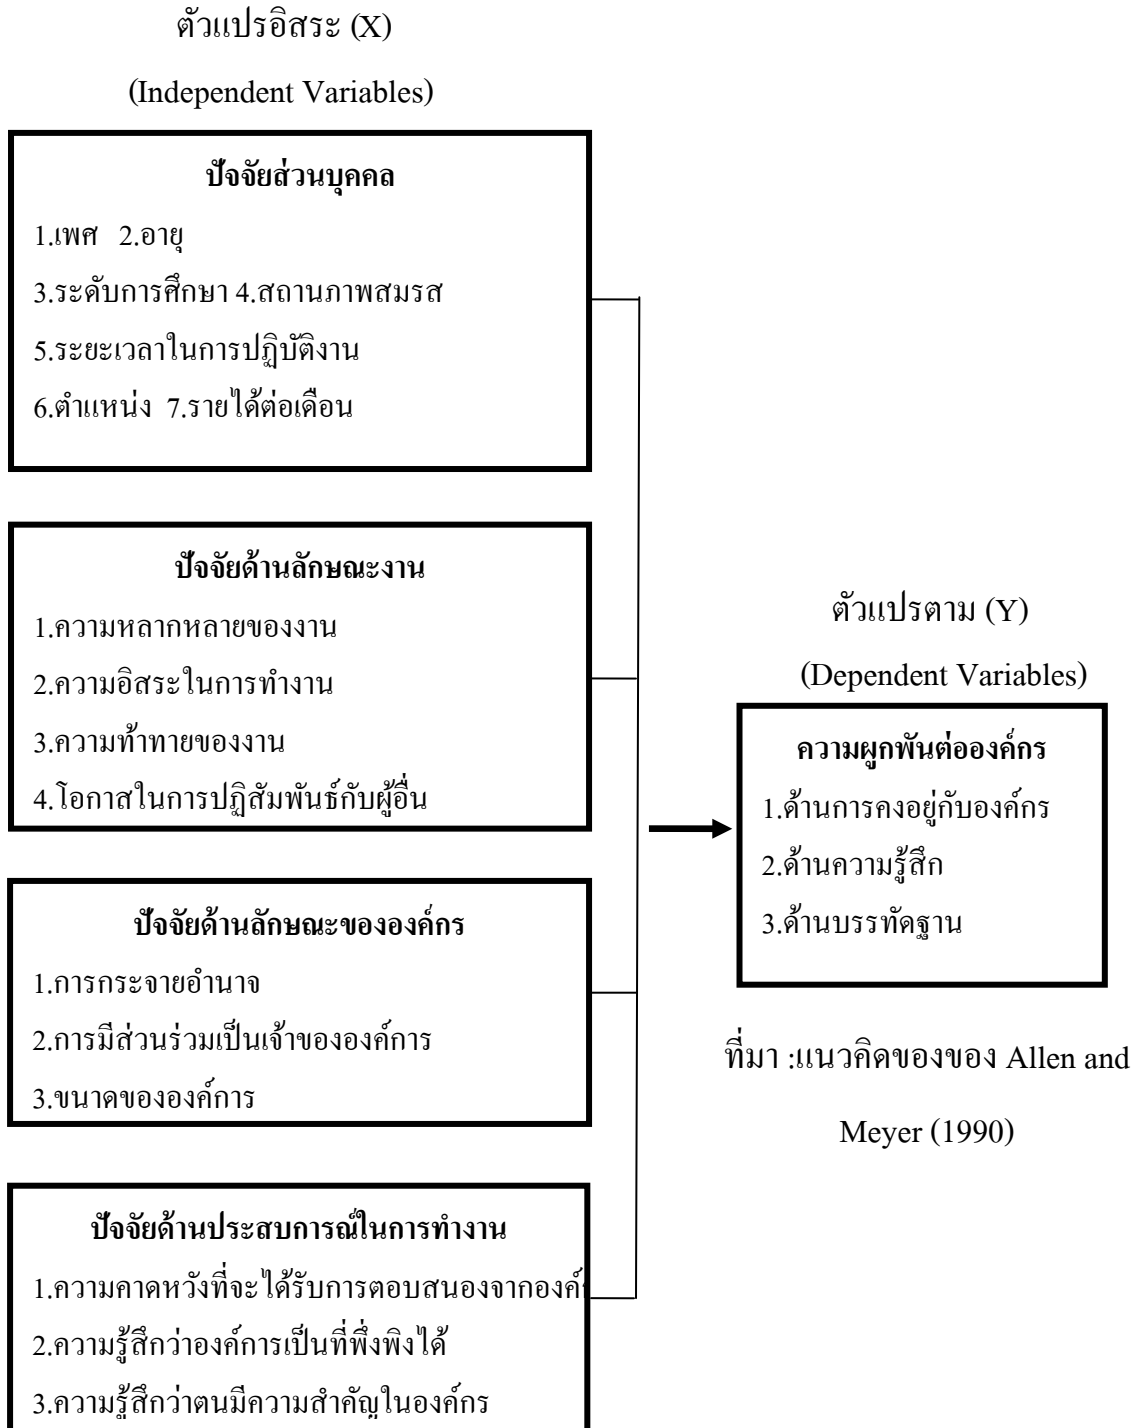 ตัวแปรอิสระ (X)
(Independent Variables)
ปัจจัยส่วนบุคคล
1.เพศ 2.อายุ
3.ระดับการศึกษา 4.สถานภาพสมรส
5.ระยะเวลาในการปฏิบัติงาน
6.ตำแหน่ง 7.รายได้ต่อเดือน
ปัจจัยด้านลักษณะงาน
1.ความหลากหลายของงาน
2.ความอิสระในการทำงาน
3.ความท้าทายของงาน
4.โอกาสในการปฏิสัมพันธ์กับผู้อื่น
ปัจจัยด้านลักษณะขององค์กร
1.การกระจายอำนาจ
2.การมีส่วนร่วมเป็นเจ้าขององค์การ
3.ขนาดขององค์การ
ปัจจัยด้านประสบการณ์ในการทำงาน
1.ความคาดหวังที่จะได้รับการตอบสนองจากองค์
2.ความรู้สึกว่าองค์การเป็นที่พึ่งพิงได้
3.ความรู้สึกว่าตนมีความสำคัญในองค์กร
ตัวแปรตาม (Y)
(Dependent Variables)
ความผูกพันต่อองค์กร
1.ด้านการคงอยู่กับองค์กร
2.ด้านความรู้สึก
3.ด้านบรรทัดฐาน
ที่มา :แนวคิดของของ Allen and
Meyer (1990)